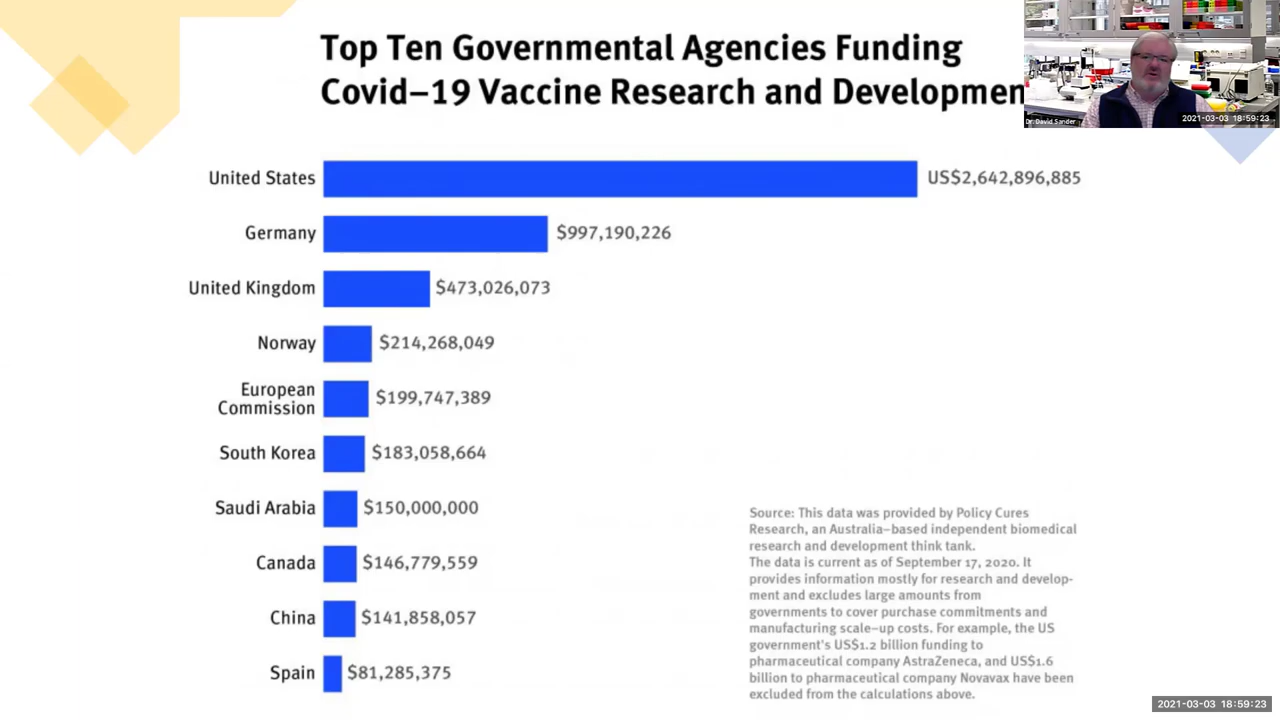 Top Ten Governmental Agencies Funding
Covid–19 Vaccine Research and Developmen
Dr. David Sander
2021-03-03 18:59:23
United States
US$2,642,896,885
Germany
$997,190,226
United Kingdom
$473,026,073
Norway
$214,268,049
European
Commission
$199,747,389
South Korea
$183,058,664
Saudi Arabia
$150,000,000
Canada
$146,779,559
China
$141,858,057
Spain
$81,285,375
Source: This data was provided by Policy Cures
Research, an Australia–based independent biomedical
research and development think tank.
The data is current as of September 17, 2020. It
provides information mostly for research and develop-
ment and excludes large amounts from
governments to cover purchase commitments and
manufacturing scale–up costs. For example, the US
government's US$1.2 billion funding to
pharmaceutical company AstraZeneca, and US$1.6
billion to pharmaceutical company Novavax have been
excluded from the calculations above.
2021-03-03 18:59:23